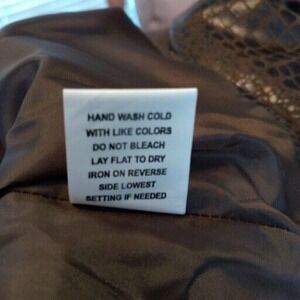 HAND WASH COLD
WITH LIKE COLORS
DO NOT BLEACH
LAY FLAT TO DRY
IRON ON REVERSE
SIDE LOWEST
SETTING IF NEEDED